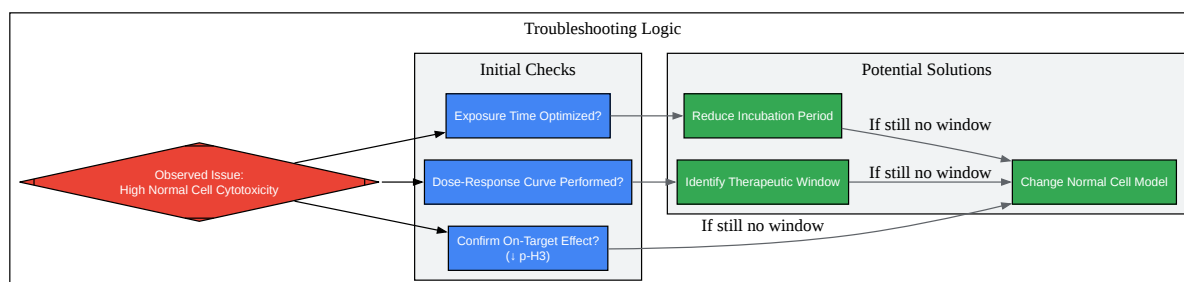 Troubleshooting Logic
Initial Checks
Potential Solutions
Observed Issue:
High Normal Cell Cytotoxicity
Exposure Time Optimized?
Dose-Response Curve Performed?
Confirm On-Target Effect?
(↓ p-H3)
Reduce Incubation Period
Identify Therapeutic Window
If still no window
If still no window
If still no window
Change Normal Cell Model